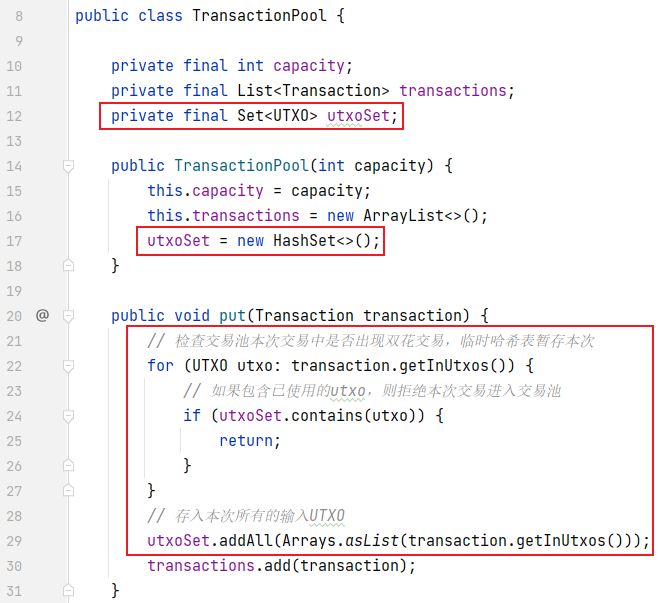 8 public class TransactionPool {
9
10 private final int capacity;
11 private final List<Transaction> transactions;
12 private final Set<UTXO> utxoSet;
13
14 public TransactionPool(int capacity) {
15 this.capacity = capacity;
16 this.transactions = new ArrayList<>();
17 utxoSet = new HashSet<>();
18 }
19
20 @ public void put(Transaction transaction) {
21 // 检查交易池本次交易中是否出现双花交易，临时哈希表暂存本次
22 for (UTXO utxo: transaction.getInUtxos()) {
23 // 如果包含已使用的utxo，则拒绝本次交易进入交易池
24 if (utxoSet.contains(utxo)) {
25 return;
26 }
27 }
28 // 存入本次所有的输入UTXO
29 utxoSet.addAll(Arrays.asList(transaction.getInUtxos()));
30 transactions.add(transaction);
31 }